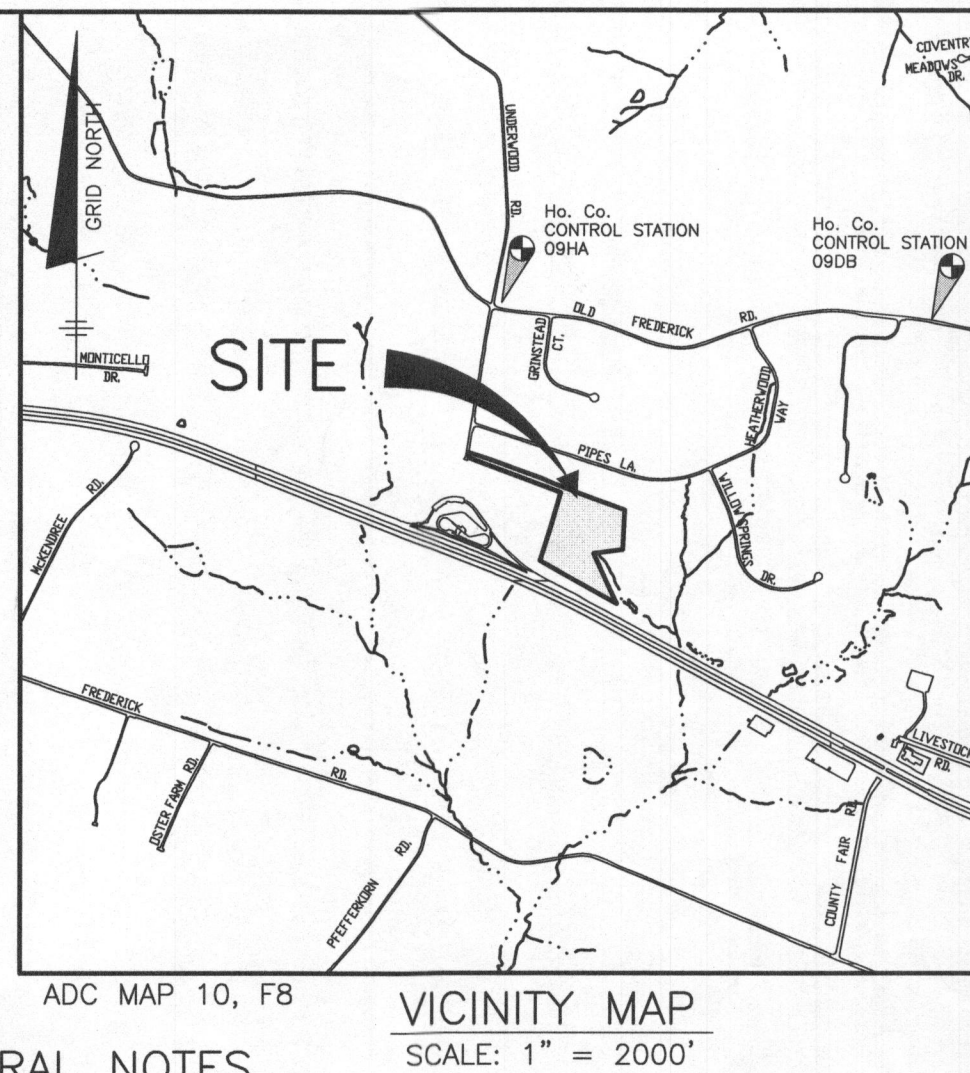 COVENTRY
MEADOWS
DR.
GRID NORTH
UNDERWOOD
RD.
Ho. Co.
CONTROL STATION
09HA
Ho. Co.
CONTROL STATION
09DB
OLD FREDERICK RD.
GRINSTEAD
CT.
MONTICELLO
DR.
SITE
HEATHERWOOD
WAY
PIPES LA.
WILLOW SPRINGS DR.
McKENDREE RD.
FREDERICK RD.
OSTER FARM RD.
PFEFFERKORN RD.
LIVESTOCK
RD.
COUNTY FAIR RD.
ADC MAP 10, F8
VICINITY MAP
SCALE: 1" = 2000'
RAL NOTES